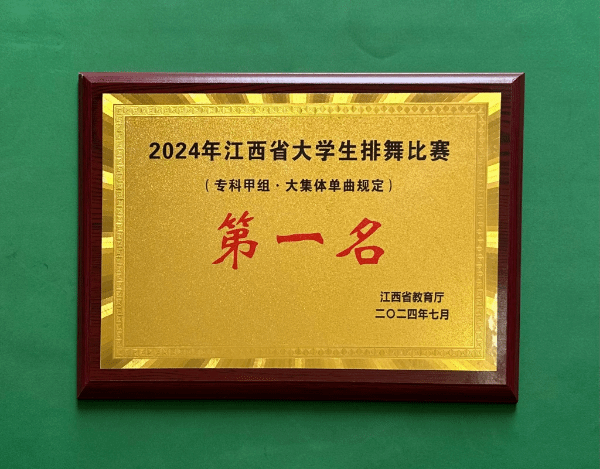 2024年江西省大学生排舞比赛
（专科甲组·大集体单曲规定）
第一名
江西省教育厅
二〇二四年七月